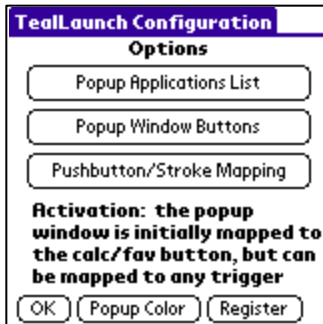 TealLaunch Configuration
Options
Popup Applications List
Popup Window Buttons
Pushbutton/Stroke Mapping
Activation: the popup
window is initially mapped to
the calc/fav button, but can
be mapped to any trigger
OK Popup Color Register